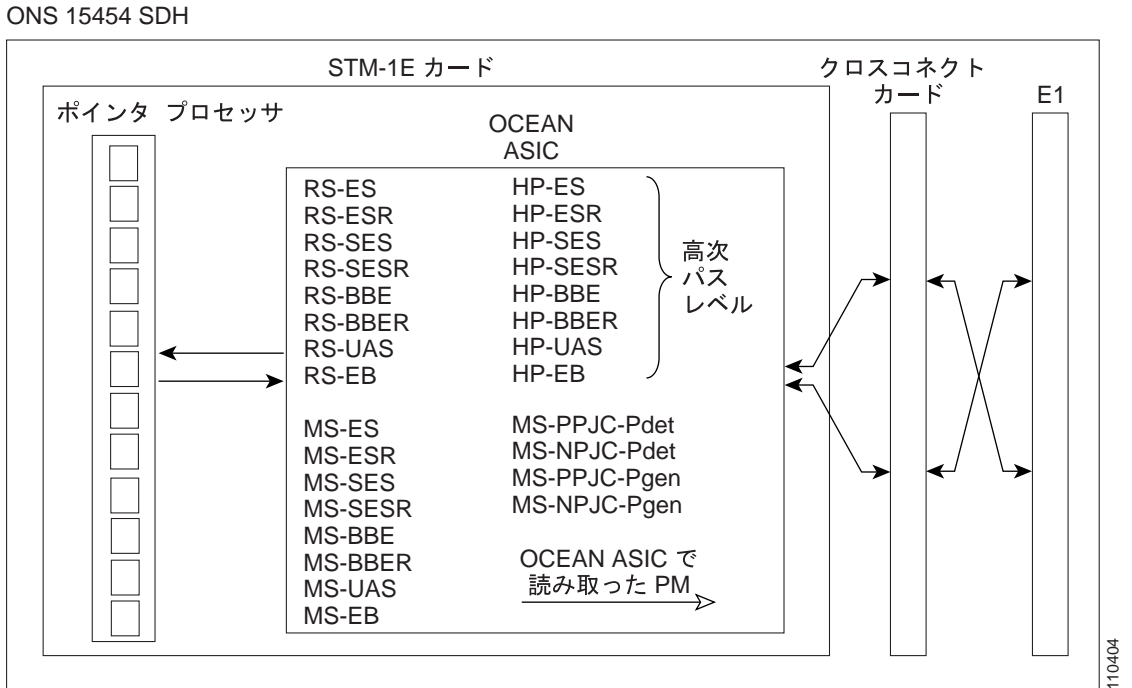 ONS 15454 SDH
STM-1E カード
クロスコネクト
カード
E1
ポインタ プロセッサ
OCEAN
ASIC
RS-ES
RS-ESR
RS-SES
RS-SESR
RS-BBE
RS-BBER
RS-UAS
RS-EB
HP-ES
HP-ESR
HP-SES
HP-SESR
HP-BBE
HP-BBER
HP-UAS
HP-EB
高次
パス
レベル
MS-ES
MS-ESR
MS-SES
MS-SESR
MS-BBE
MS-BBER
MS-UAS
MS-EB
MS-PPJC-Pdet
MS-NPJC-Pdet
MS-PPJC-Pgen
MS-NPJC-Pgen
OCEAN ASIC で
読み取った PM
110404